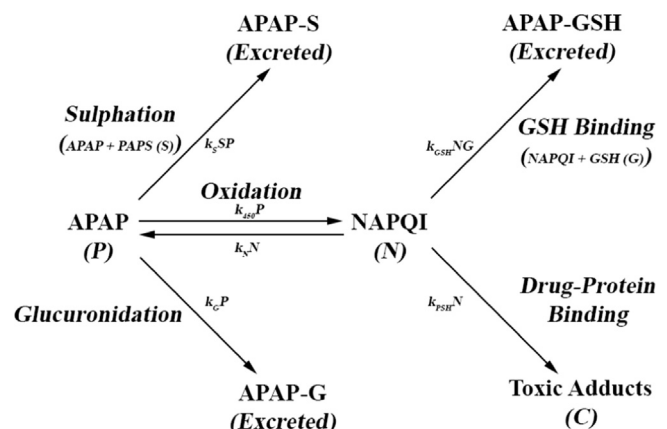 APAP-S
(Excreted)
APAP-GSH
(Excreted)
Sulphation
(APAP + PAPS (S))
k_S SP
k_GSH NG
GSH Binding
(NAPQI + GSH (G))
Oxidation
k_450 P
APAP
(P)
NAPQI
(N)
k_N N
Glucuronidation
k_G P
k_PSH N
Drug-Protein
Binding
APAP-G
(Excreted)
Toxic Adducts
(C)